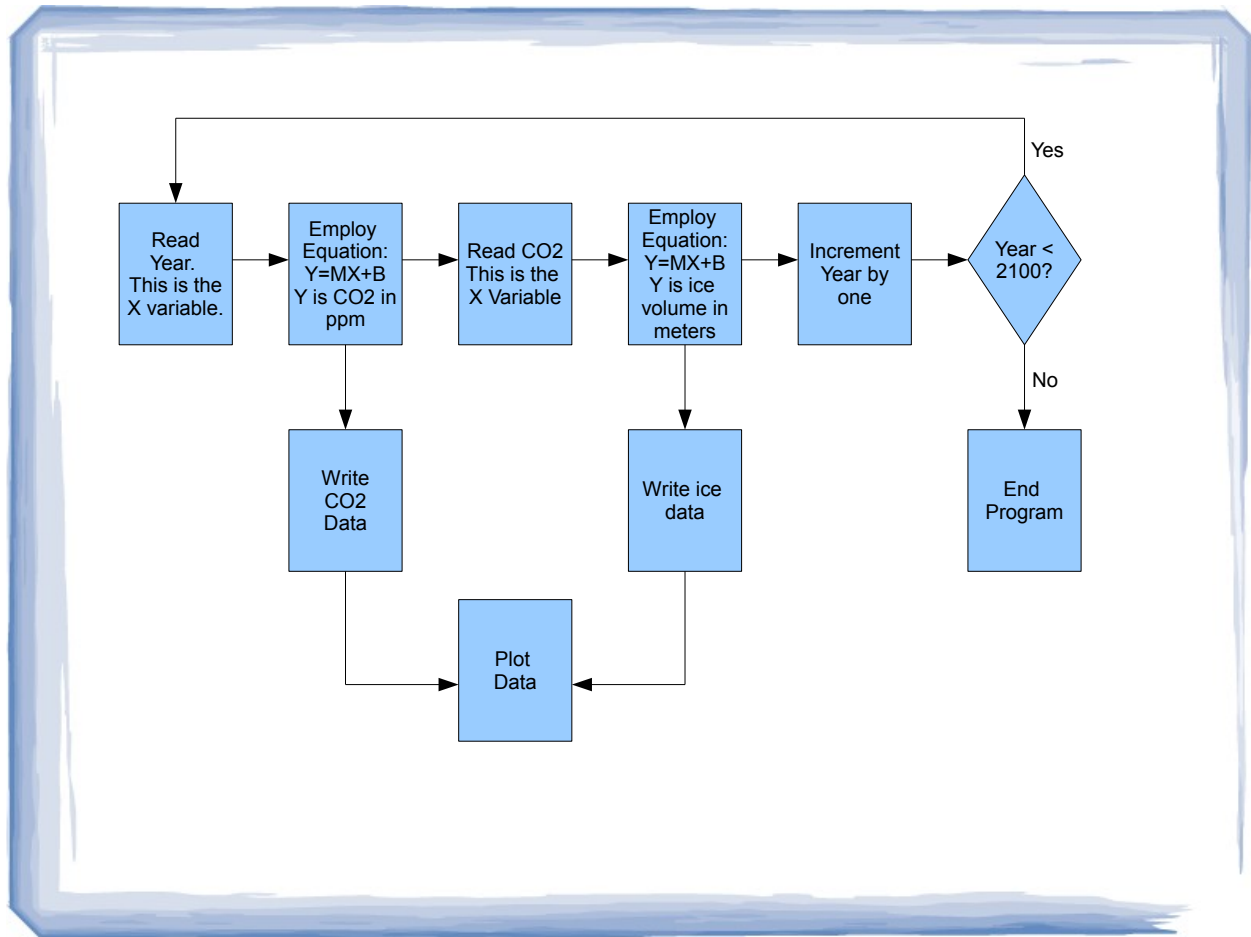 Yes
Read
Year.
This is the
X variable.
Employ
Equation:
Y=MX+B
Y is CO2 in
ppm
Read CO2
This is the
X Variable
Employ
Equation:
Y=MX+B
Y is ice
volume in
meters
Increment
Year by
one
Year <
2100?
No
Write
CO2
Data
Write ice
data
End
Program
Plot
Data